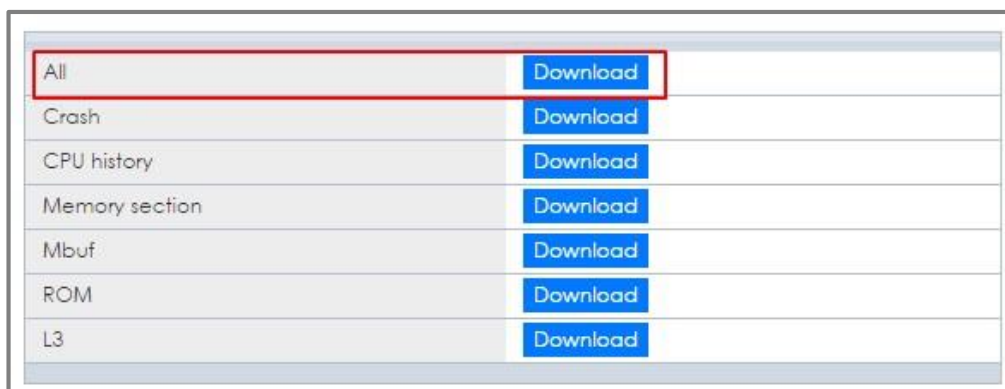 All Download
Crash Download
CPU history Download
Memory section Download
Mbuf Download
ROM Download
L3 Download